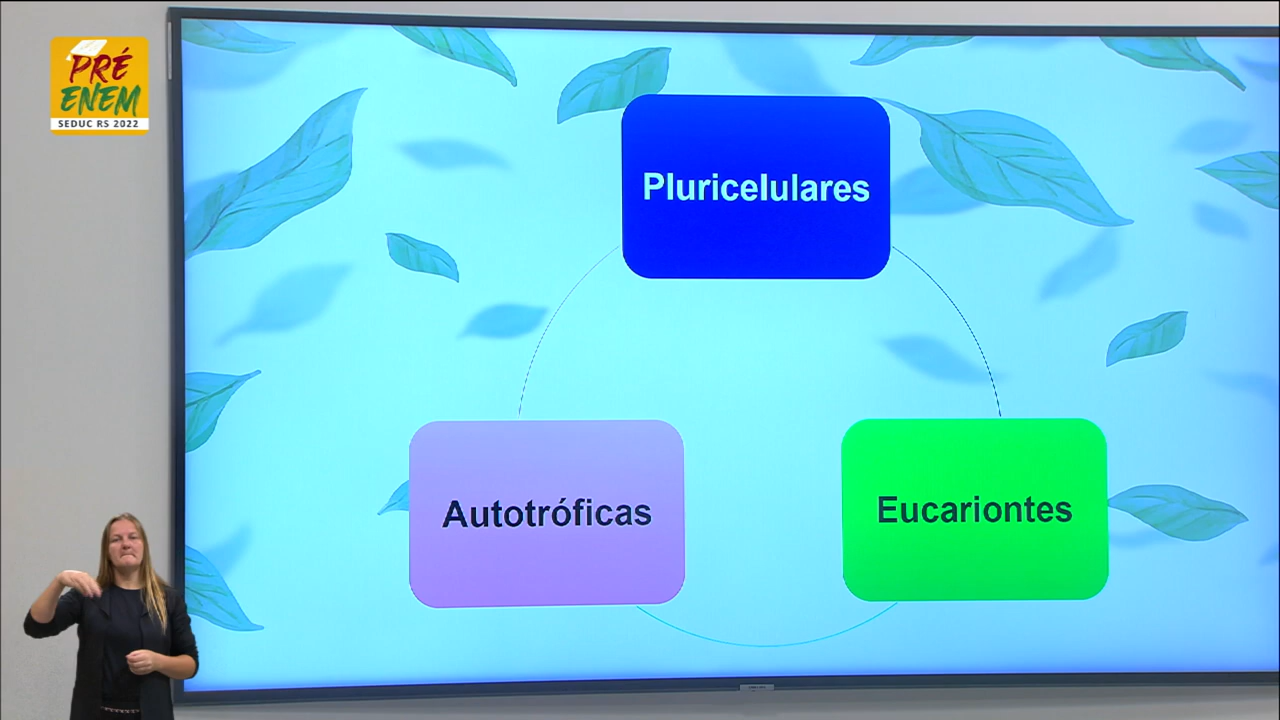 PRÉ
ENEM
SEDUC RS 2022
Pluricelulares
Autotróficas
Eucariontes